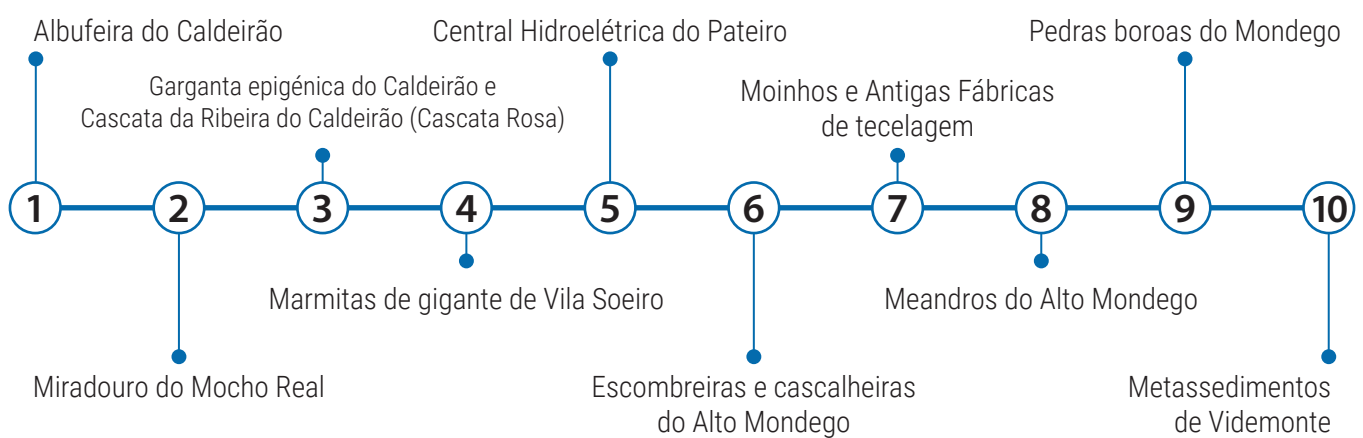 Albufeira do Caldeirão
Central Hidroelétrica do Pateiro
Pedras boroas do Mondego
Garganta epigénica do Caldeirão e
Cascata da Ribeira do Caldeirão (Cascata Rosa)
Moinhos e Antigas Fábricas
de tecelagem
1 2 3 4 5 6 7 8 9 10
Marmitas de gigante de Vila Soeiro
Meandros do Alto Mondego
Miradouro do Mocho Real
Escombreiras e cascalheiras
do Alto Mondego
Metassedimentos
de Videmonte